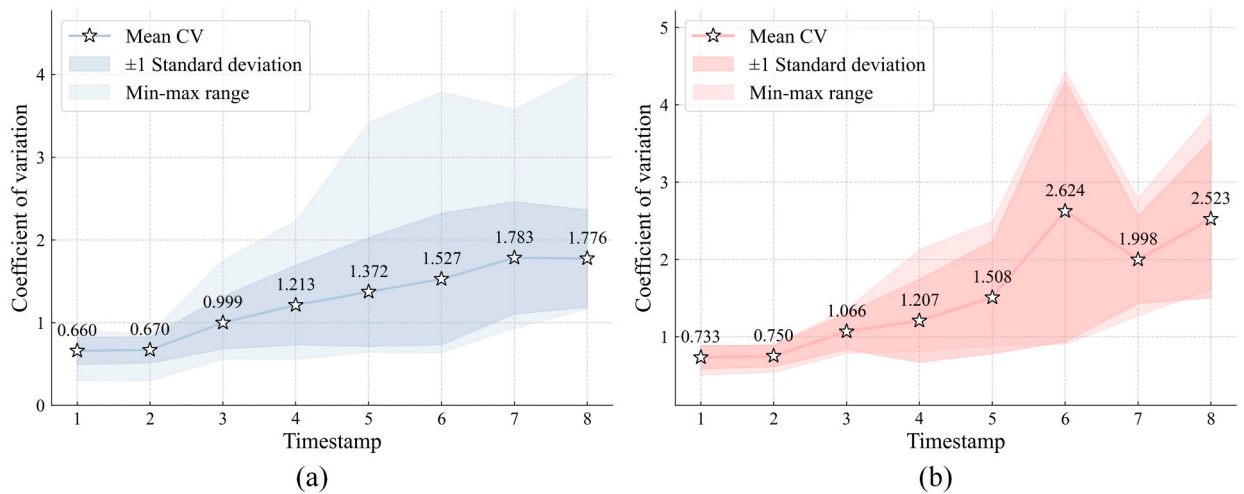 Mean CV
±1 Standard deviation
Min-max range
Coefficient of variation
4
3
2
1
0
0.660
0.670
0.999
1.213
1.372
1.527
1.783
1.776
1 2 3 4 5 6 7 8
Timestamp
(a)
Mean CV
±1 Standard deviation
Min-max range
Coefficient of variation
5
4
3
2
1
0.733
0.750
1.066
1.207
1.508
2.624
1.998
2.523
1 2 3 4 5 6 7 8
Timestamp
(b)